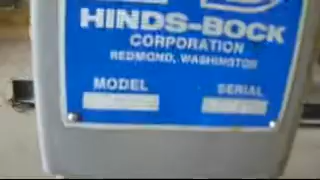 HINDS-BOCK
CORPORATION
REDMOND, WASHINGTON
MODEL SERIAL